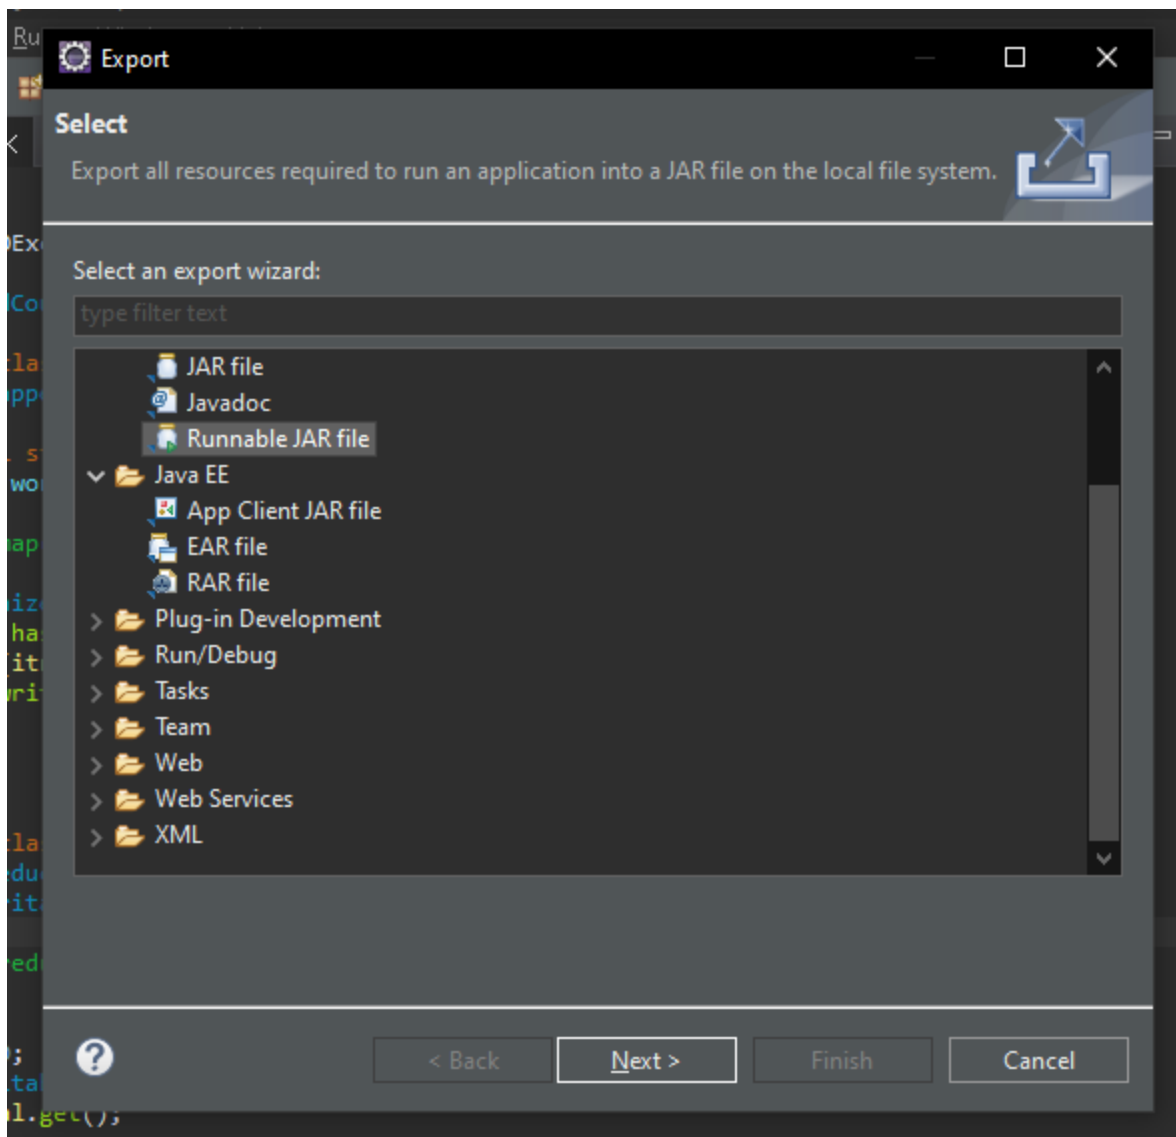 Ru
Export
Select
Export all resources required to run an application into a JAR file on the local file system.
Select an export wizard:
type filter text
JAR file
Javadoc
Runnable JAR file
Java EE
App Client JAR file
EAR file
RAR file
Plug-in Development
Run/Debug
Tasks
Team
Web
Web Services
XML
< Back
Next >
Finish
Cancel
l.get();